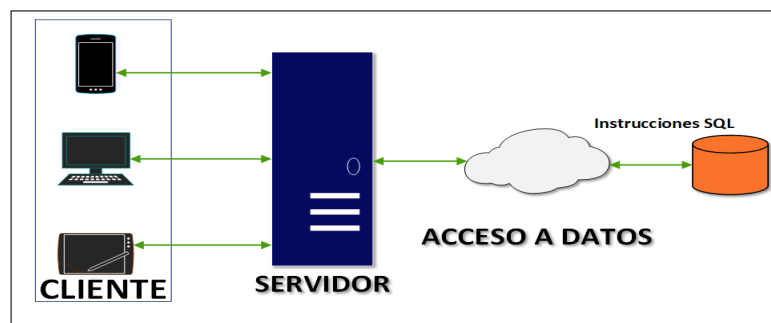 Instrucciones SQL
ACCESO A DATOS
SERVIDOR
CLIENTE